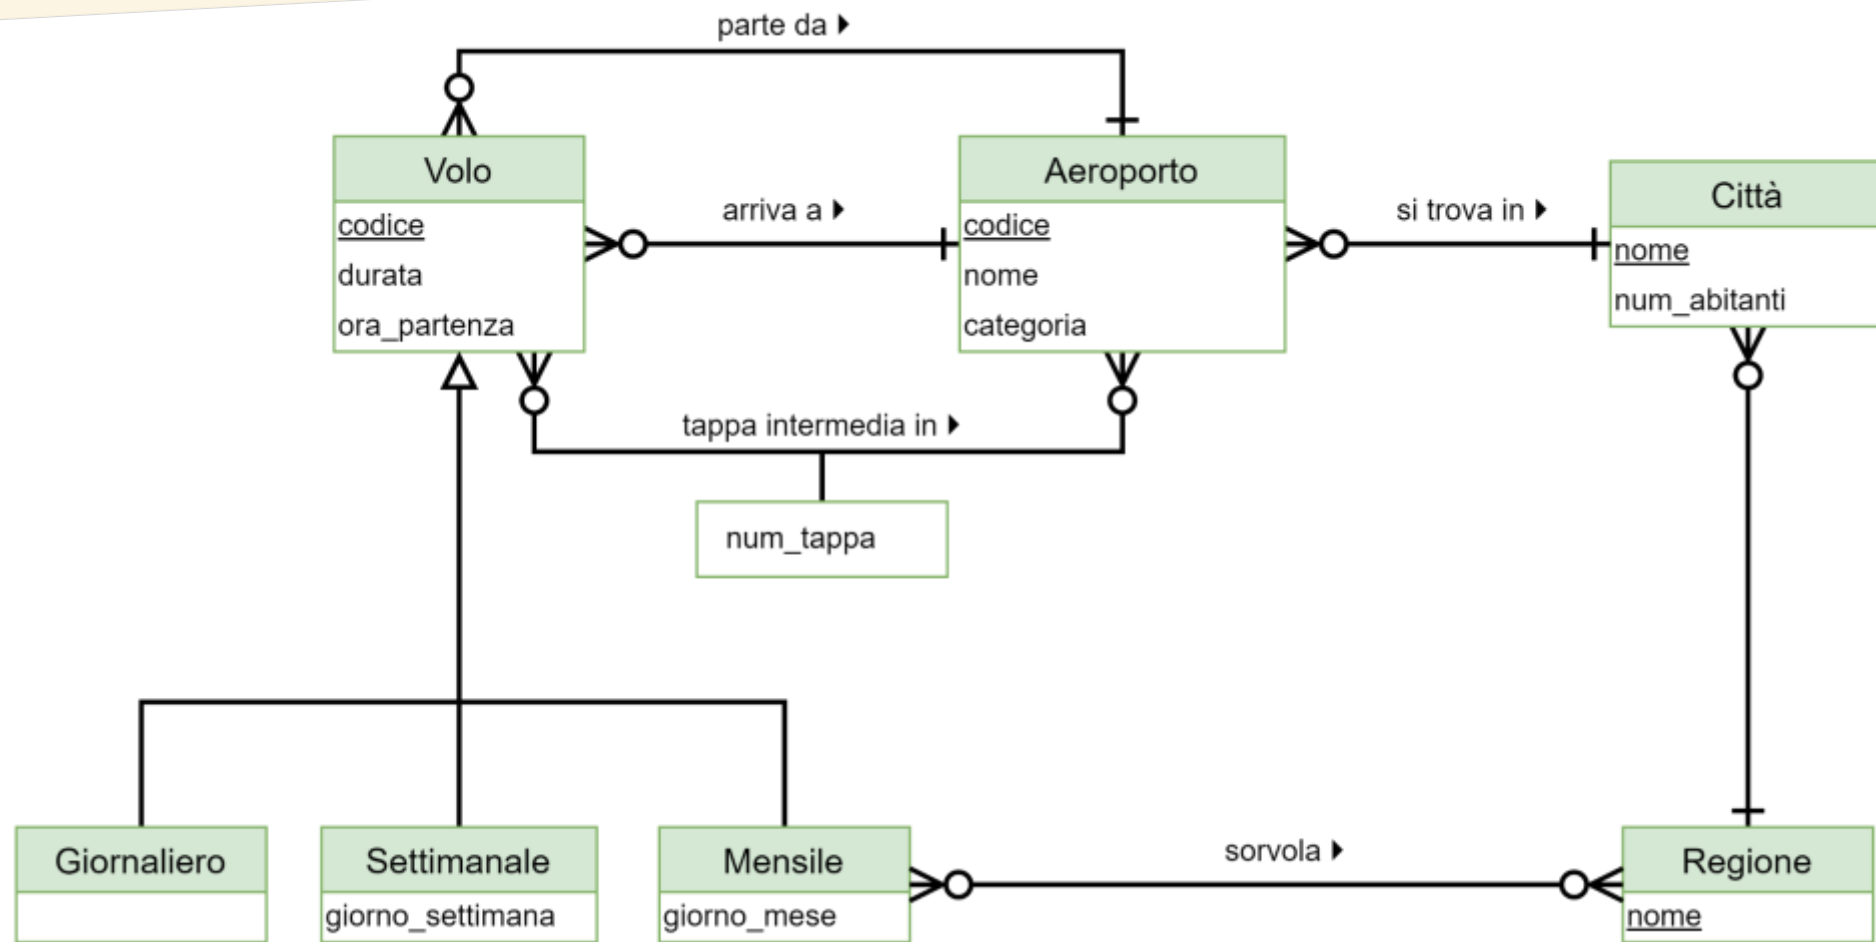 parte da
Volo
codice
durata
ora_partenza
arriva a
Aeroporto
codice
nome
categoria
si trova in
Città
nome
num_abitanti
tappa intermedia in
num_tappa
Giornaliero
Settimanale
giorno_settimana
Mensile
giorno_mese
sorvola
Regione
nome